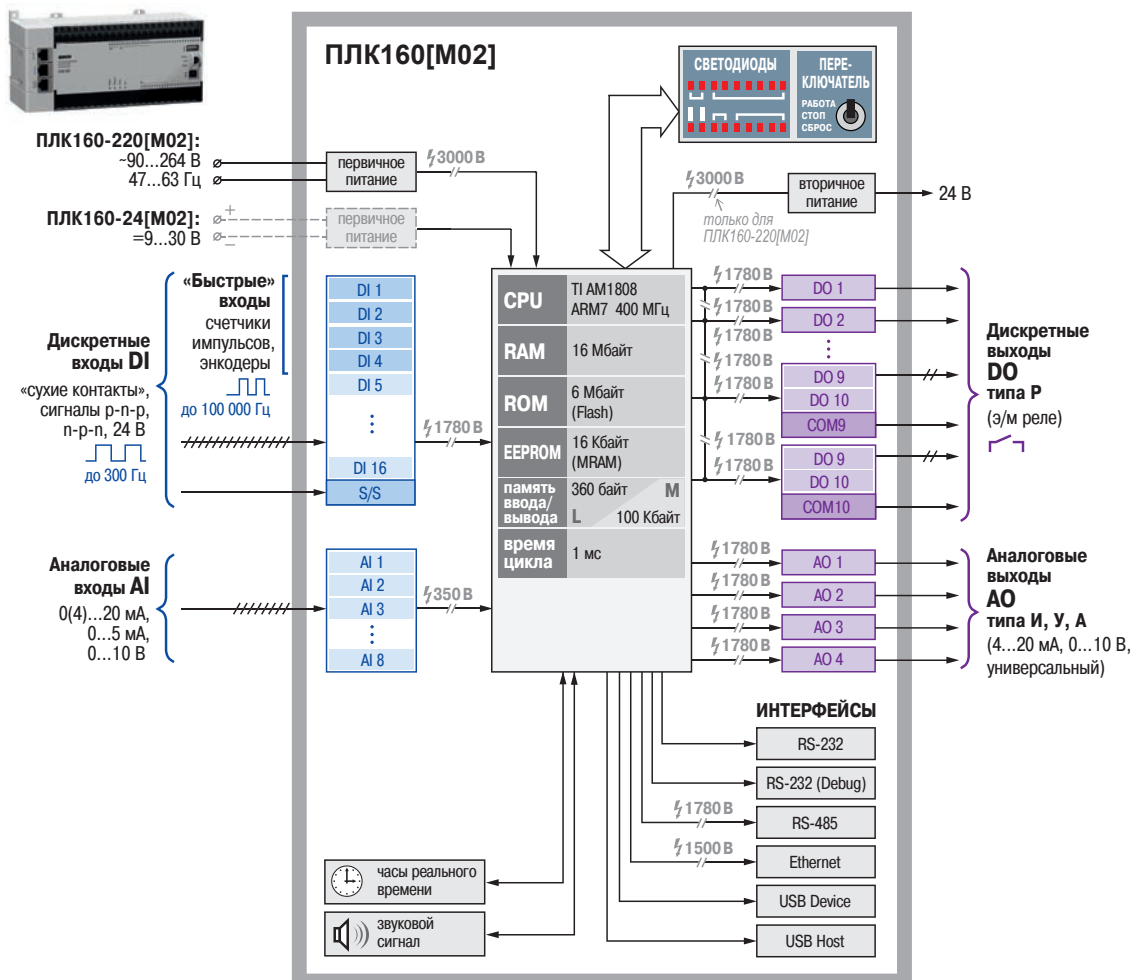 ПЛК160[М02]
СВЕТОДИОДЫ
ПЕРЕ-
КЛЮЧАТЕЛЬ
РАБОТА
СТОП
СБРОС
ПЛК160-220[М02]:
~90...264 В
47...63 Гц
первичное
питание
3000 В
3000 В
только для
ПЛК160-220[М02]
вторичное
питание
24 В
ПЛК160-24[М02]:
=9...30 В
+
–
первичное
питание
«Быстрые»
входы
счетчики
импульсов,
энкодеры
до 100 000 Гц
Дискретные
входы DI
«сухие контакты»,
сигналы p-n-p,
n-p-n, 24 В
до 300 Гц
DI 1
DI 2
DI 3
DI 4
DI 5
DI 16
S/S
1780 В
CPU
TI AM1808
ARM7 400 МГц
RAM
16 Мбайт
ROM
6 Мбайт
(Flash)
EEPROM
16 Кбайт
(MRAM)
память
ввода/
вывода
360 байт
M
L
100 Кбайт
время
цикла
1 мс
1780 В
DO 1
1780 В
DO 2
1780 В
1780 В
1780 В
DO 9
DO 10
COM9
1780 В
1780 В
DO 9
DO 10
COM10
Дискретные
выходы
DO
типа Р
(э/м реле)
Аналоговые
входы AI
0(4)...20 мА,
0...5 мА,
0...10 В
AI 1
AI 2
AI 3
AI 8
350 В
1780 В
AO 1
1780 В
AO 2
1780 В
AO 3
1780 В
AO 4
Аналоговые
выходы
AO
типа И, У, А
(4...20 мА, 0...10 В,
универсальный)
ИНТЕРФЕЙСЫ
RS-232
RS-232 (Debug)
1780 В
RS-485
1500 В
Ethernet
USB Device
USB Host
часы реального
времени
звуковой
сигнал